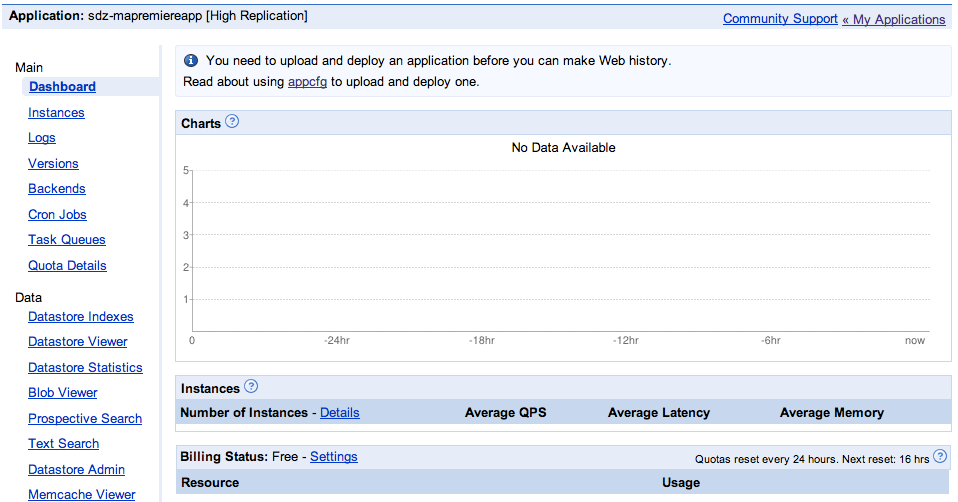 Application: sdz-mapremiereapp [High Replication]
Community Support « My Applications
Main
Dashboard
Instances
Logs
Versions
Backends
Cron Jobs
Task Queues
Quota Details
Data
Datastore Indexes
Datastore Viewer
Datastore Statistics
Blob Viewer
Prospective Search
Text Search
Datastore Admin
Memcache Viewer
You need to upload and deploy an application before you can make Web history.
Read about using appcfg to upload and deploy one.
Charts ?
No Data Available
5
4
3
2
1
0 -24hr -18hr -12hr -6hr now
Instances ?
Number of Instances - Details Average QPS Average Latency Average Memory
Billing Status: Free - Settings Quotas reset every 24 hours. Next reset: 16 hrs ?
Resource Usage